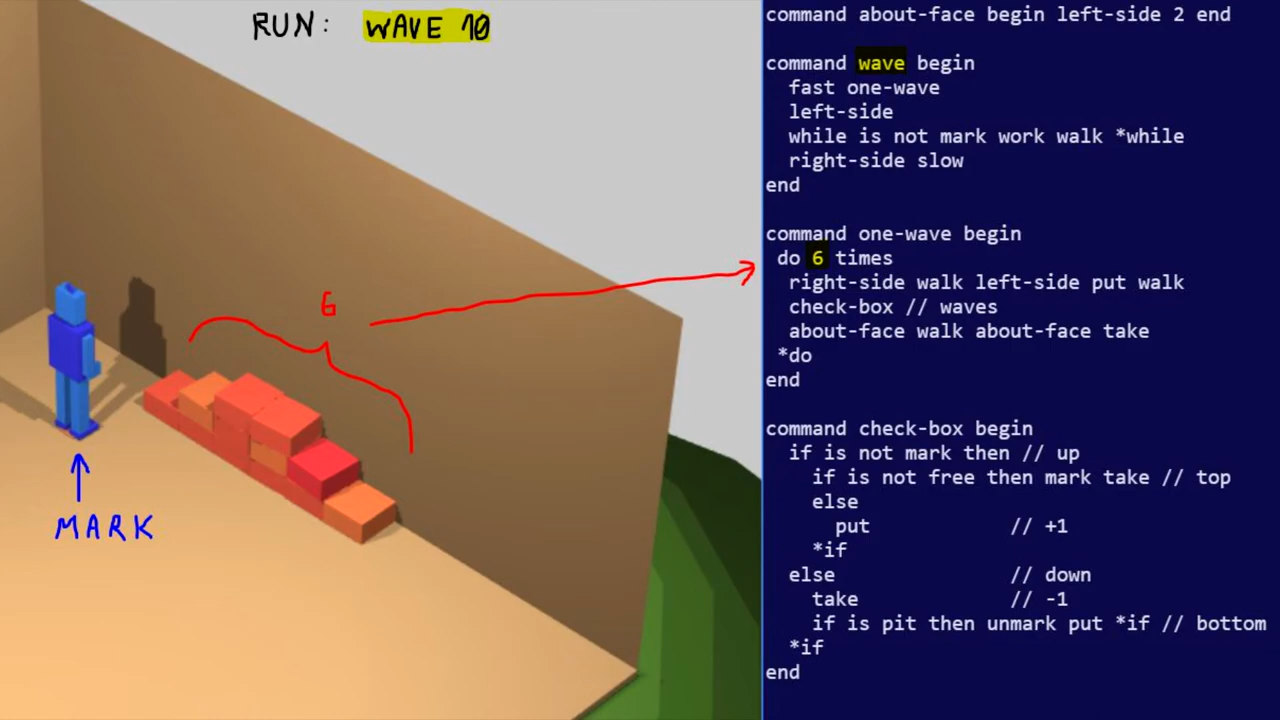 RUN: WAVE 10
6
MARK
command about-face begin left-side 2 end
command wave begin
fast one-wave
left-side
while is not mark work walk *while
right-side slow
end
command one-wave begin
do 6 times
right-side walk left-side put walk
check-box // waves
about-face walk about-face take
*do
end
command check-box begin
if is not mark then // up
if is not free then mark take // top
else
put // +1
*if
else // down
take // -1
if is pit then unmark put *if // bottom
*if
end